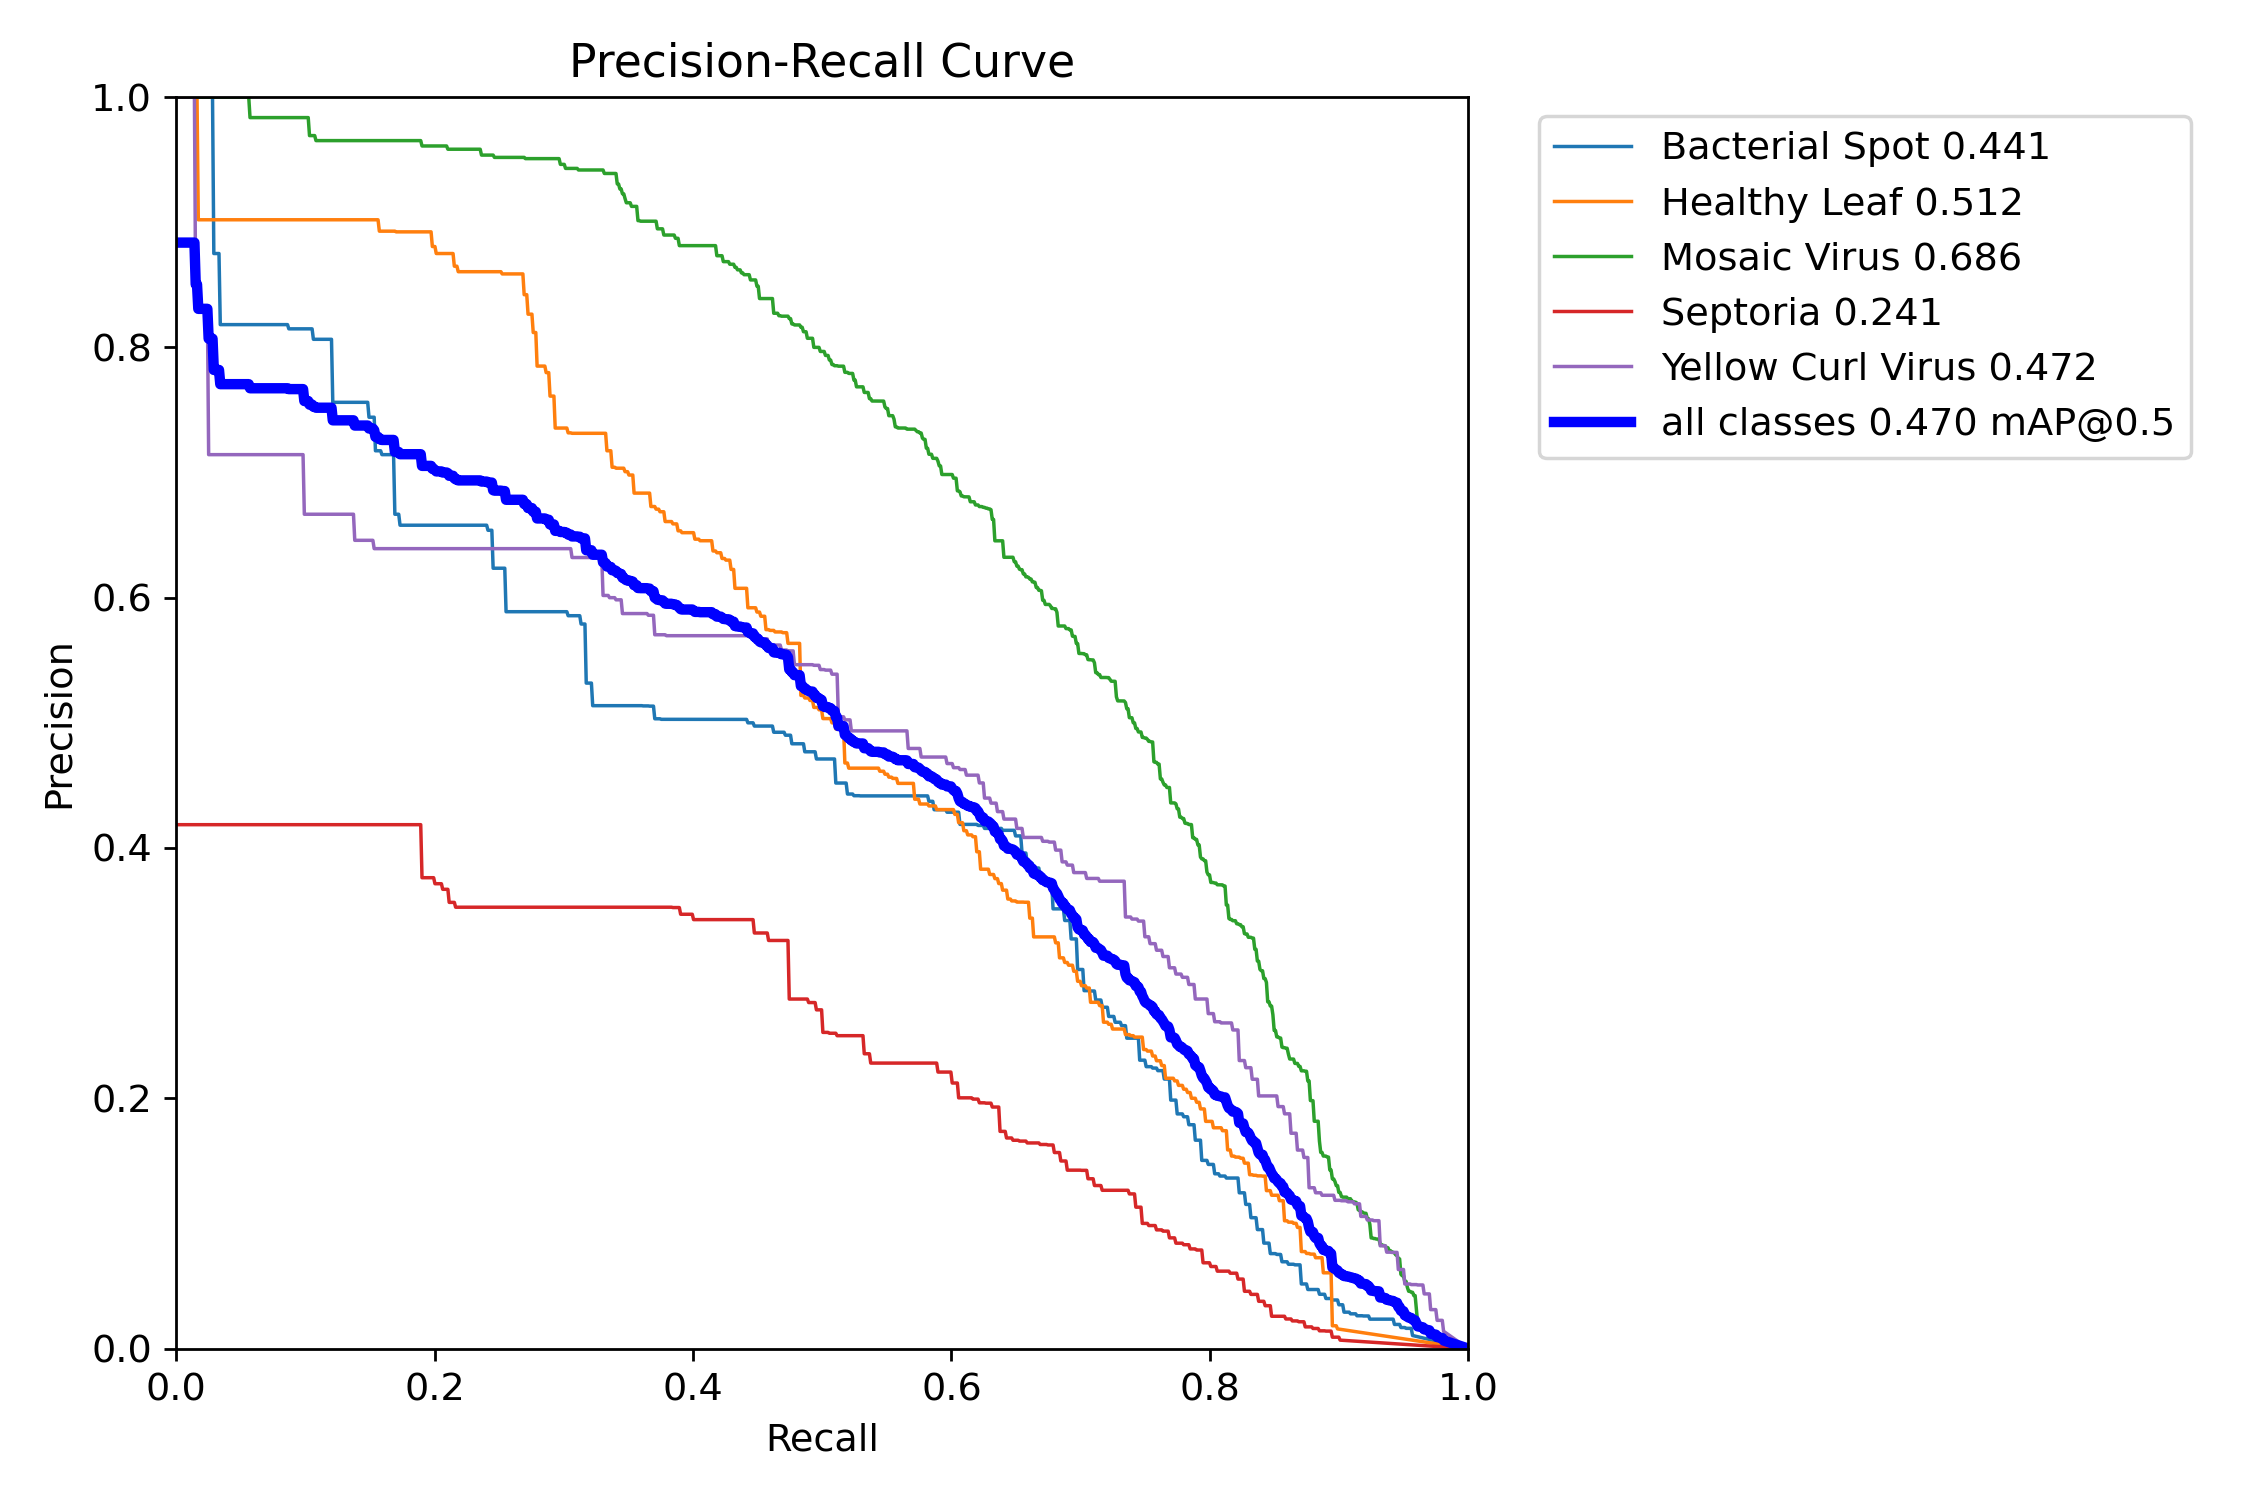 Precision-Recall Curve
1.0
0.8
0.6
0.4
0.2
0.0
Precision
0.0 0.2 0.4 0.6 0.8 1.0
Recall
Bacterial Spot 0.441
Healthy Leaf 0.512
Mosaic Virus 0.686
Septoria 0.241
Yellow Curl Virus 0.472
all classes 0.470 mAP@0.5